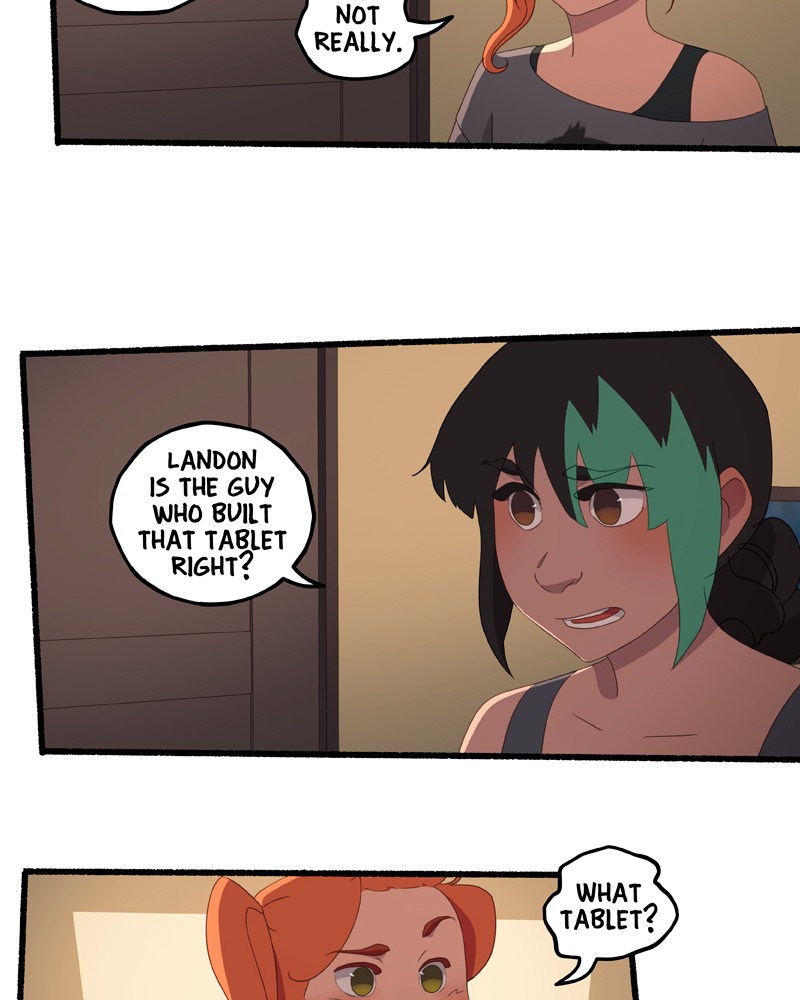 NOT
REALLY.
LANDON
IS THE GUY
WHO BUILT
THAT TABLET
RIGHT?
WHAT
TABLET?